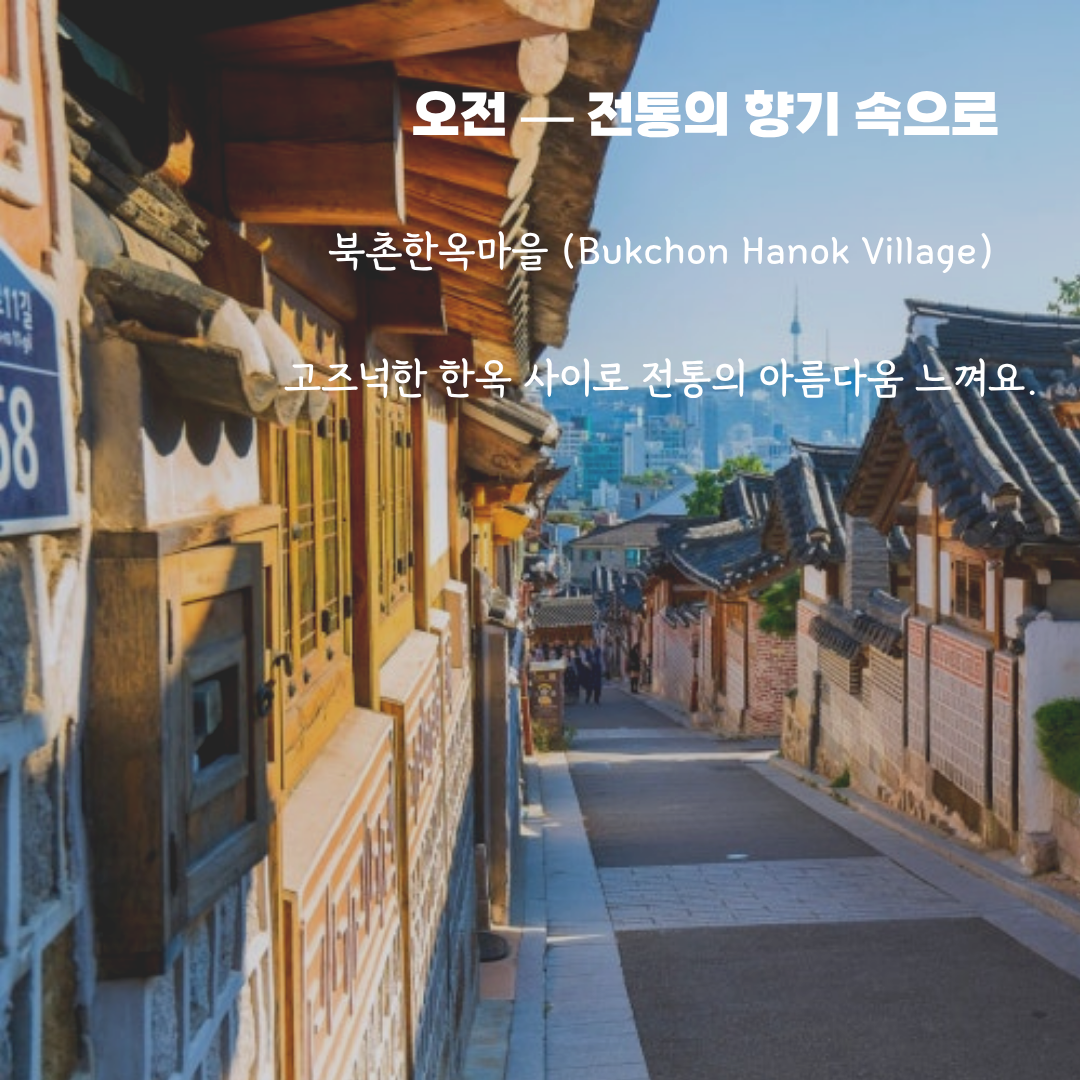 오전 — 전통의 향기 속으로
북촌한옥마을 (Bukchon Hanok Village)
고즈넉한 한옥 사이로 전통의 아름다움 느껴요.
11길
58